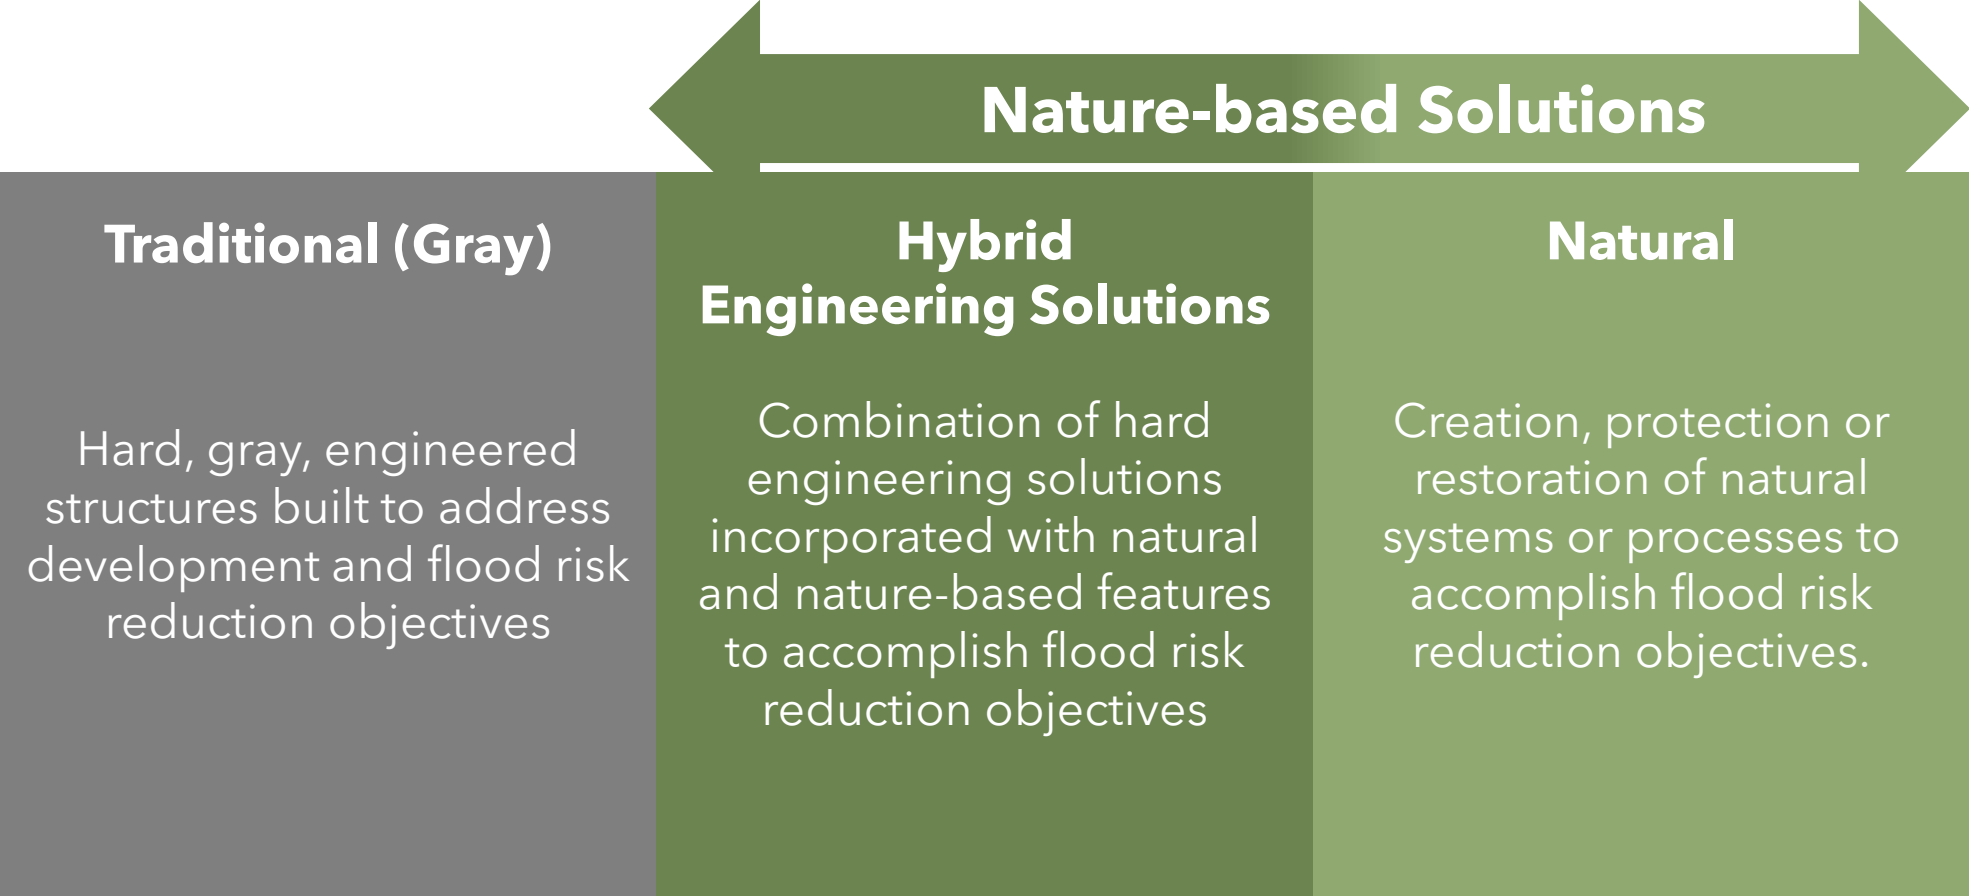 Nature-based Solutions
Traditional (Gray)
Hard, gray, engineered
structures built to address
development and flood risk
reduction objectives
Hybrid
Engineering Solutions
Combination of hard
engineering solutions
incorporated with natural
and nature-based features
to accomplish flood risk
reduction objectives
Natural
Creation, protection or
restoration of natural
systems or processes to
accomplish flood risk
reduction objectives.